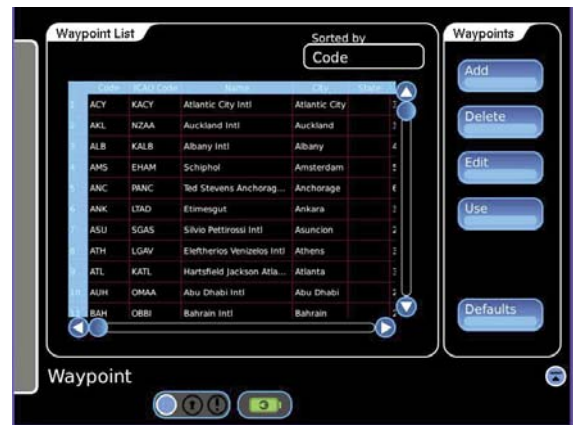 Waypoint List
Sorted by
Code
Code ICAO Code Name City State
1 ACY KACY Atlantic City Intl Atlantic City
2 AKL NZAA Auckland Intl Auckland
3 ALB KALB Albany Intl Albany
4 AMS EHAM Schiphol Amsterdam
5 ANC PANC Ted Stevens Anchorag... Anchorage
6 ANK LTAD Etimesgut Ankara
7 ASU SGAS Silvio Pettirossi Intl Asuncion
8 ATH LGAV Eleftherios Venizelos Intl Athens
9 ATL KATL Hartsfield Jackson Atla... Atlanta
10 AUH OMAA Abu Dhabi Intl Abu Dhabi
11 BAH OBBI Bahrain Intl Bahrain
Waypoints
Add
Delete
Edit
Use
Defaults
Waypoint